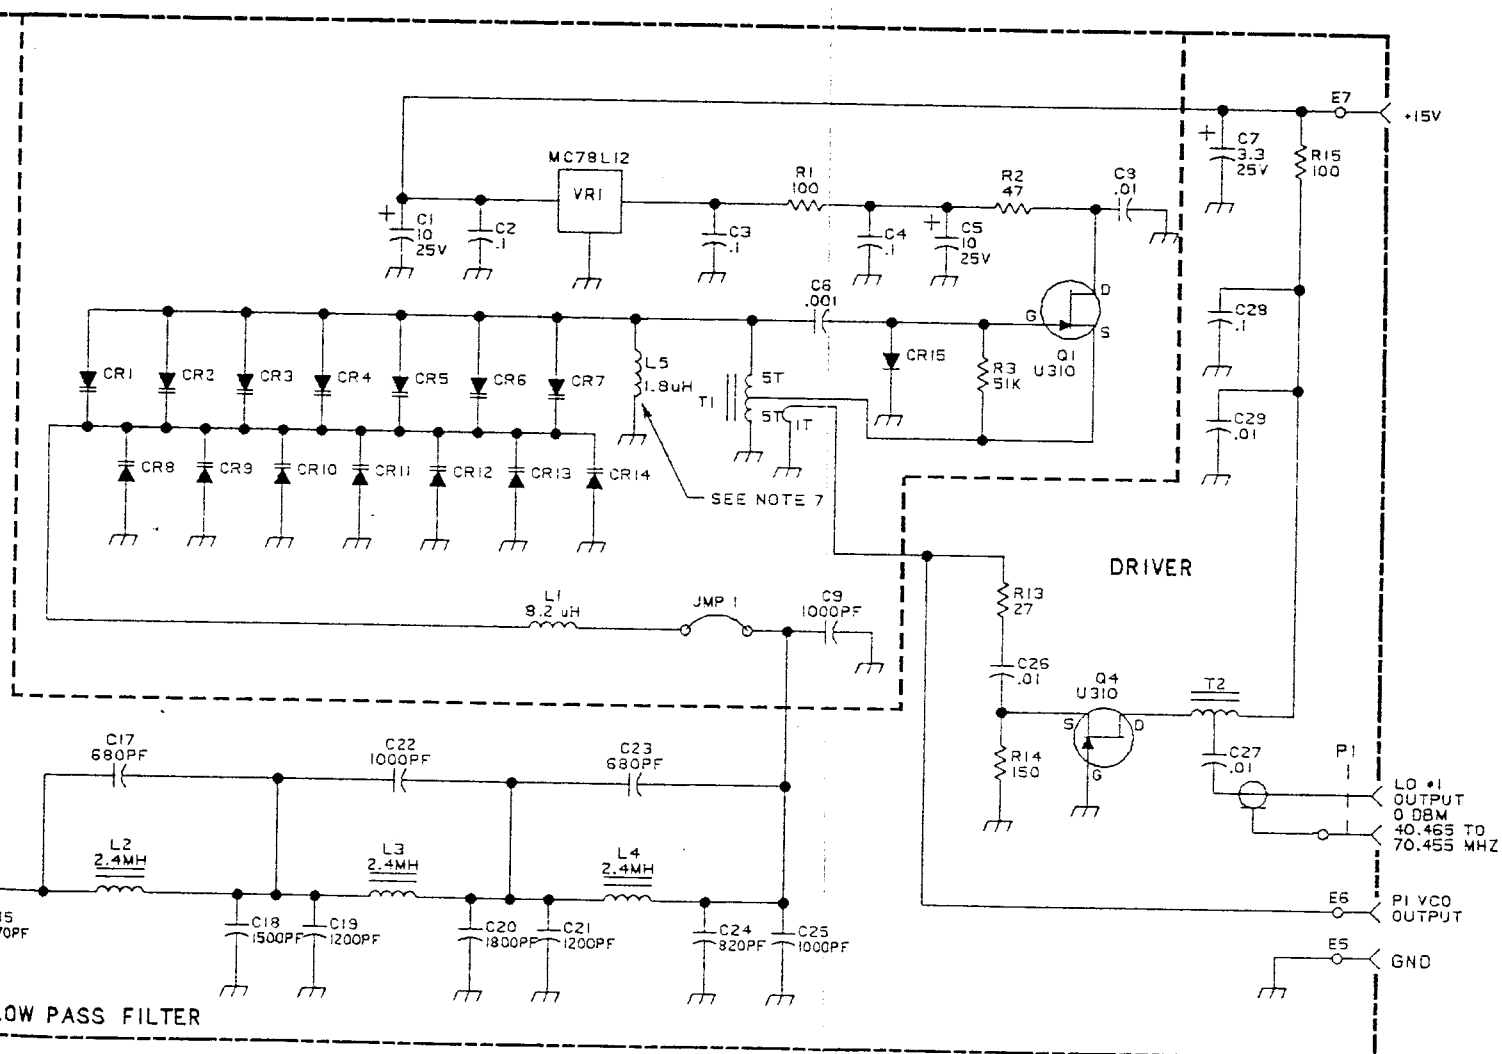 E7
+15V
MC78L12
VR1
R1
100
R2
47
C3
.01
+
C7
3.3
25V
R15
100
+
C1
10
25V
C2
.1
C3
.1
C4
.1
+
C5
10
25V
C6
.001
D
G
S
Q1
U310
C28
.1
CR1
CR2
CR3
CR4
CR5
CR6
CR7
L5
1.8uH
T1
5T
5T
1T
CR15
R3
51K
C29
.01
CR8
CR9
CR10
CR11
CR12
CR13
CR14
SEE NOTE 7
DRIVER
L1
8.2 uH
JMP 1
C9
1000PF
R13
27
C26
.01
Q4
U310
T2
S
D
G
R14
150
C27
.01
P1
C17
680PF
C22
1000PF
C23
680PF
LO #1
OUTPUT
0 DBM
40.465 TO
70.455 MHZ
L2
2.4MH
L3
2.4MH
L4
2.4MH
C18
1500PF
C19
1200PF
C20
1800PF
C21
1200PF
C24
820PF
C25
1000PF
E6
P1 VCO
OUTPUT
E5
GND
PASS FILTER